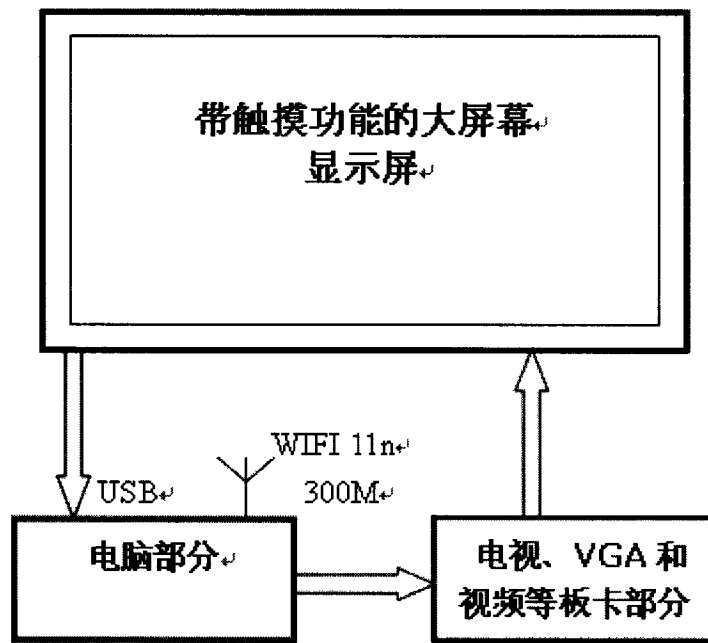 带触摸功能的大屏幕
显示屏
WIFI 11n
USB
300M
电脑部分
电视、VGA 和
视频等板卡部分